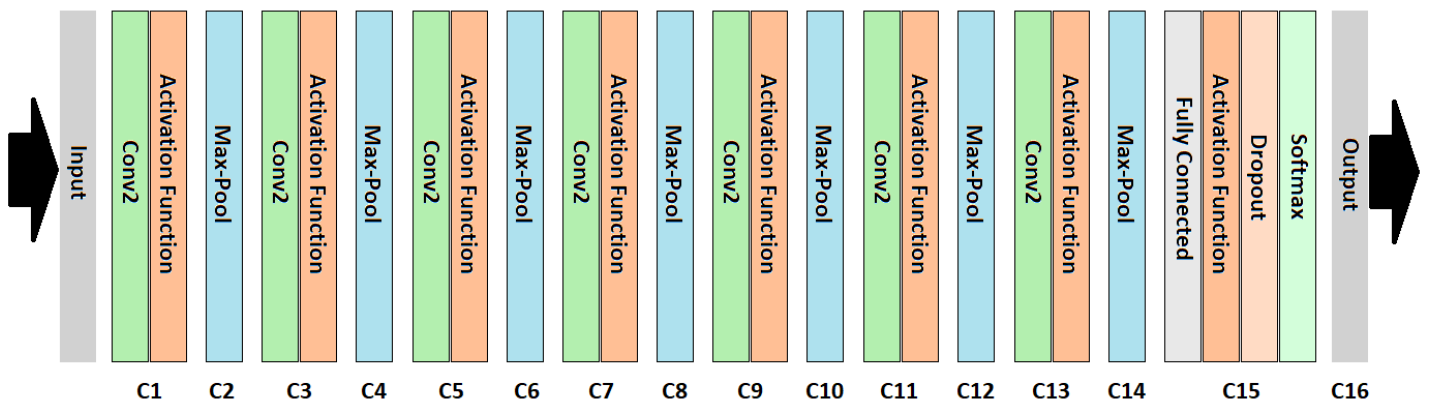 Input
Conv2
Activation Function
Max-Pool
Conv2
Activation Function
Max-Pool
Conv2
Activation Function
Max-Pool
Conv2
Activation Function
Max-Pool
Conv2
Activation Function
Max-Pool
Conv2
Activation Function
Max-Pool
Conv2
Activation Function
Max-Pool
Fully Connected
Activation Function
Dropout
Softmax
Output
C1 C2 C3 C4 C5 C6 C7 C8 C9 C10 C11 C12 C13 C14 C15 C16